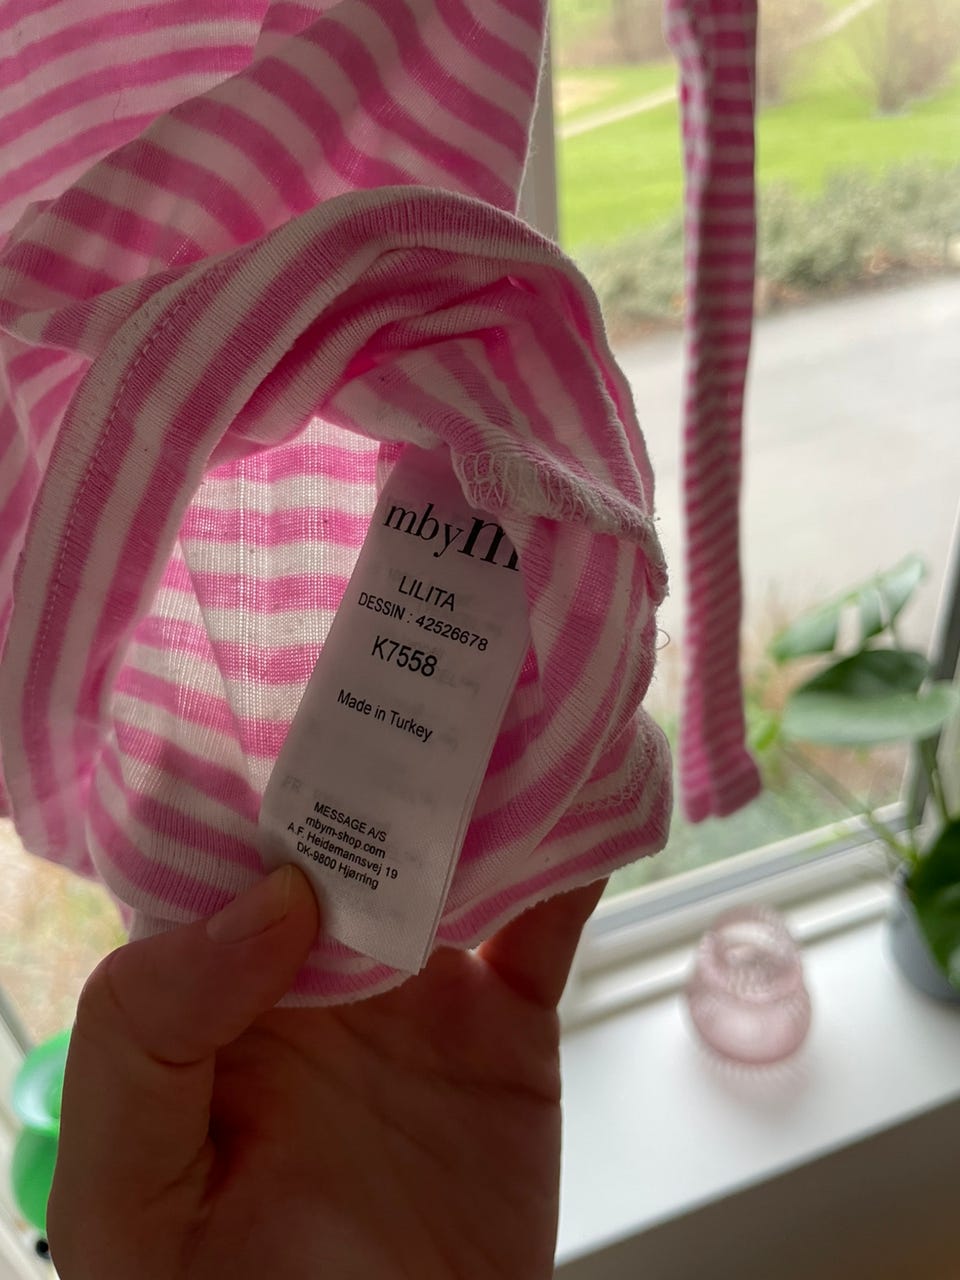 mbym
LILITA
DESSIN : 42526678
K7558
Made in Turkey
MESSAGE A/S
mbym-shop.com
A.F. Heidemannsvej 19
DK-9800 Hjørring